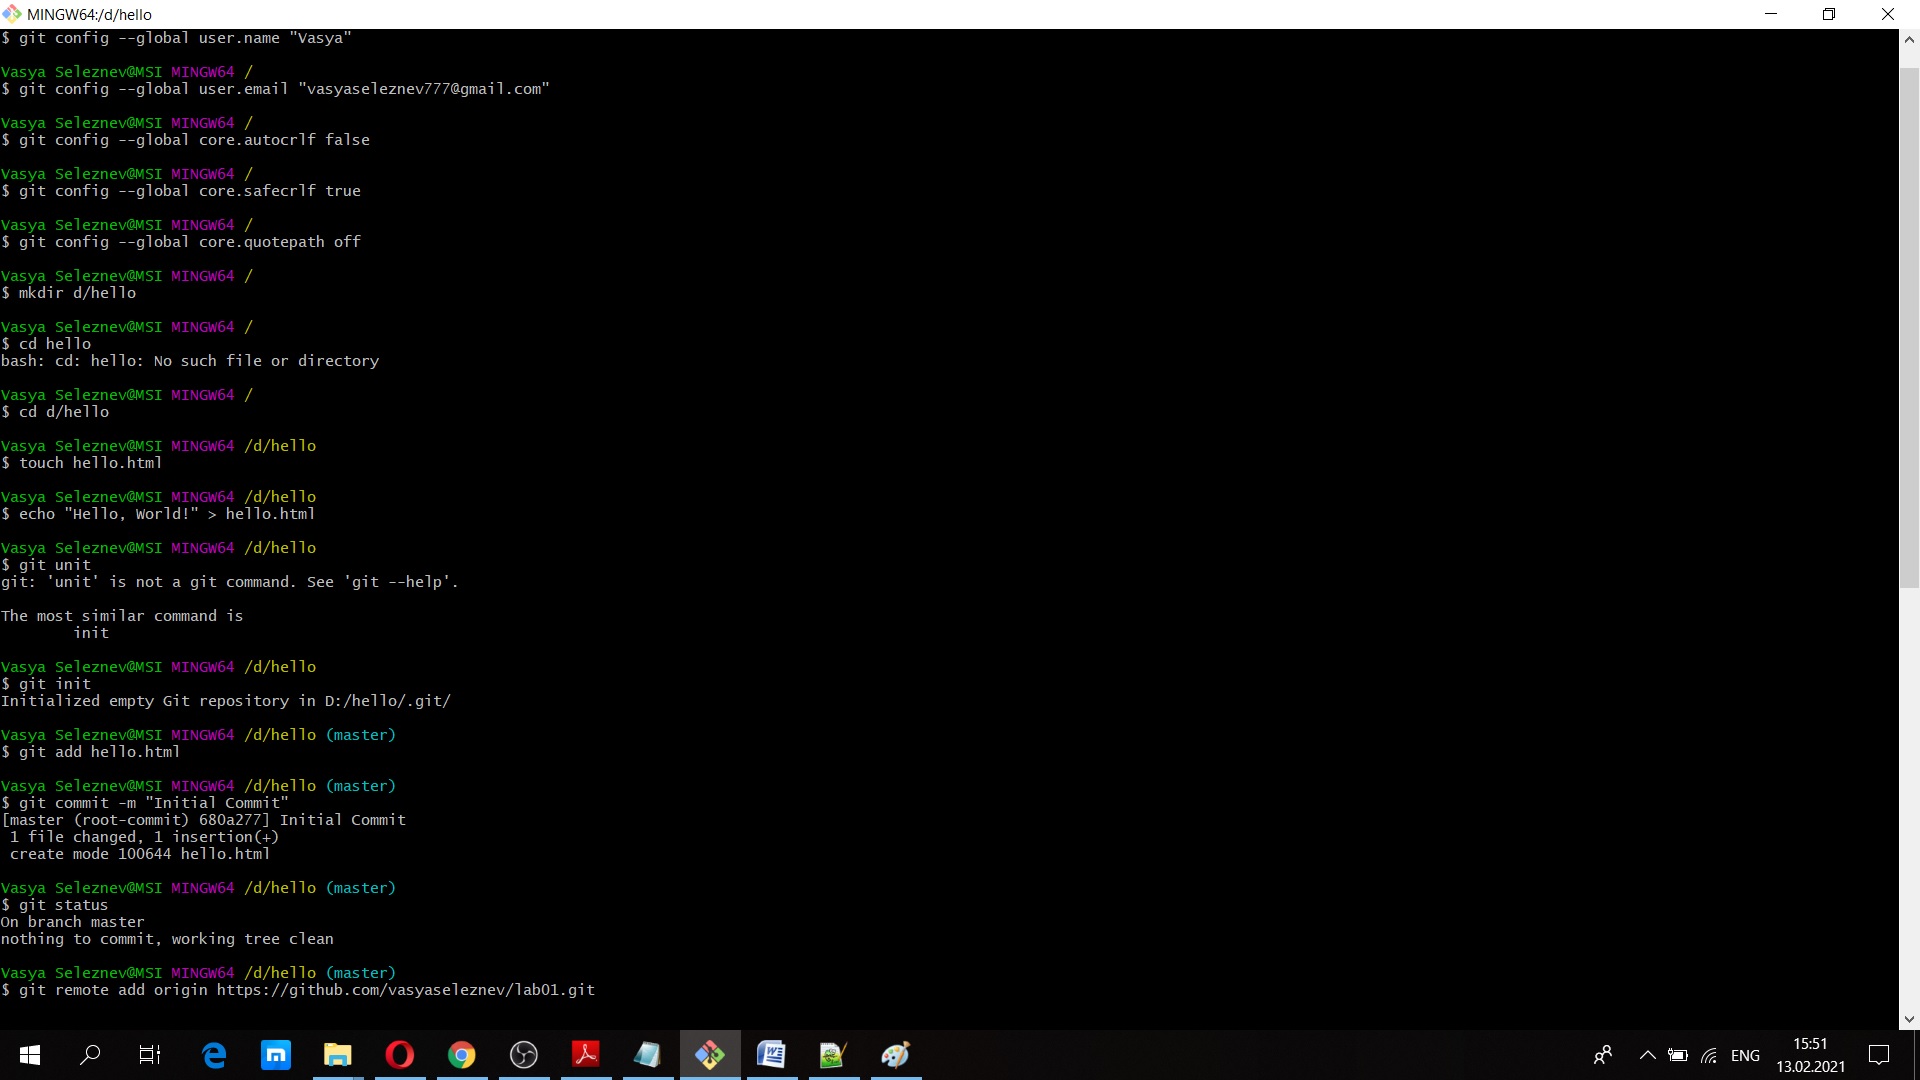 MINGW64:/d/hello
$ git config --global user.name "Vasya"
Vasya Seleznev@MSI MINGW64 /
$ git config --global user.email "vasyaseleznev777@gmail.com"
Vasya Seleznev@MSI MINGW64 /
$ git config --global core.autocrlf false
Vasya Seleznev@MSI MINGW64 /
$ git config --global core.safecrlf true
Vasya Seleznev@MSI MINGW64 /
$ git config --global core.quotepath off
Vasya Seleznev@MSI MINGW64 /
$ mkdir d/hello
Vasya Seleznev@MSI MINGW64 /
$ cd hello
bash: cd: hello: No such file or directory
Vasya Seleznev@MSI MINGW64 /
$ cd d/hello
Vasya Seleznev@MSI MINGW64 /d/hello
$ touch hello.html
Vasya Seleznev@MSI MINGW64 /d/hello
$ echo "Hello, World!" > hello.html
Vasya Seleznev@MSI MINGW64 /d/hello
$ git unit
git: 'unit' is not a git command. See 'git --help'.
The most similar command is
init
Vasya Seleznev@MSI MINGW64 /d/hello
$ git init
Initialized empty Git repository in D:/hello/.git/
Vasya Seleznev@MSI MINGW64 /d/hello (master)
$ git add hello.html
Vasya Seleznev@MSI MINGW64 /d/hello (master)
$ git commit -m "Initial Commit"
[master (root-commit) 680a277] Initial Commit
1 file changed, 1 insertion(+)
create mode 100644 hello.html
Vasya Seleznev@MSI MINGW64 /d/hello (master)
$ git status
On branch master
nothing to commit, working tree clean
Vasya Seleznev@MSI MINGW64 /d/hello (master)
$ git remote add origin https://github.com/vasyaseleznev/lab01.git
ENG
15:51
13.02.2021